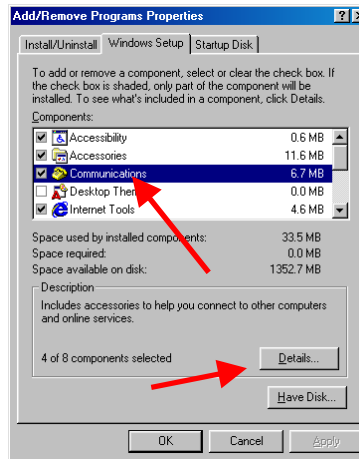 Add/Remove Programs Properties
Install/Uninstall Windows Setup Startup Disk
To add or remove a component, select or clear the check box. If
the check box is shaded, only part of the component will be
installed. To see what's included in a component, click Details.
Components:
Accessibility 0.6 MB
Accessories 11.6 MB
Communications 6.7 MB
Desktop 0.0 MB
Internet Tools 4.6 MB
Space used by installed components: 33.5 MB
Space required: 0.0 MB
Space available on disk: 1352.7 MB
Description
Includes accessories to help you connect to other computers
and online services.
4 of 8 components selected
Details...
Have Disk...
OK Cancel Apply